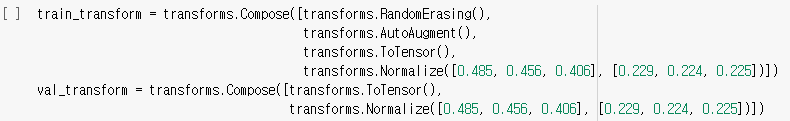 [ ] train_transform = transforms.Compose([transforms.RandomErasing(),
transforms.AutoAugment(),
transforms.ToTensor(),
transforms.Normalize([0.485, 0.456, 0.406], [0.229, 0.224, 0.225])])
val_transform = transforms.Compose([transforms.ToTensor(),
transforms.Normalize([0.485, 0.456, 0.406], [0.229, 0.224, 0.225])])